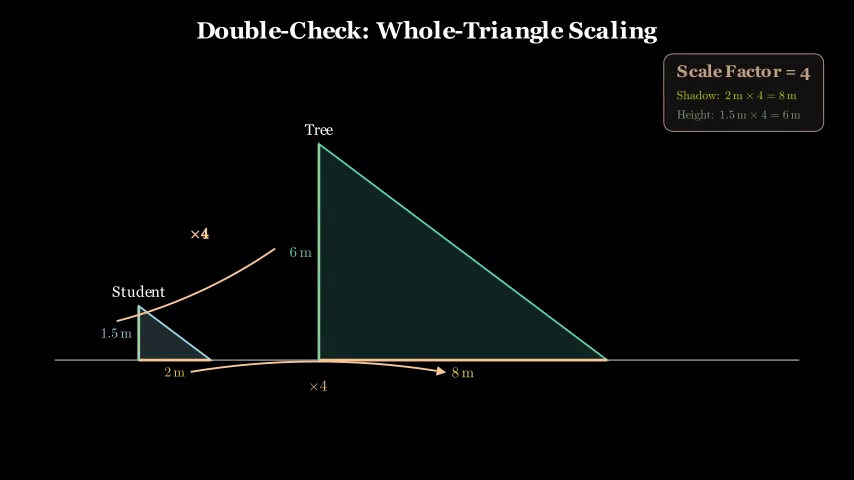 Double-Check: Whole-Triangle Scaling
Scale Factor = 4
Shadow: 2 m × 4 = 8 m
Height: 1.5 m × 4 = 6 m
Tree
×4
6 m
Student
1.5 m
2 m
8 m
×4